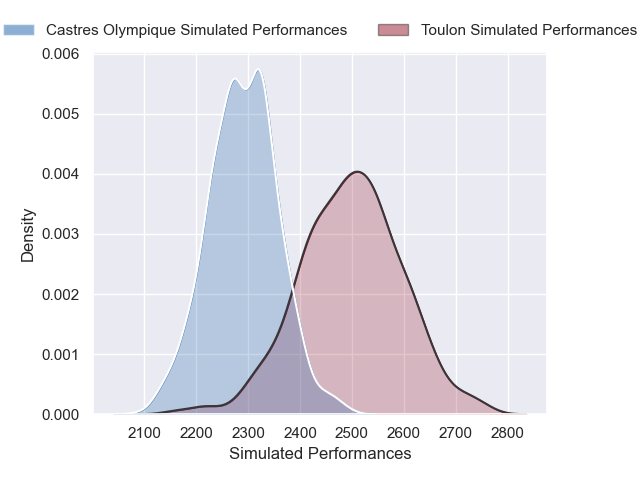 Castres Olympique Simulated Performances
Toulon Simulated Performances
0.006
0.005
0.004
0.003
0.002
0.001
0.000
Density
2100 2200 2300 2400 2500 2600 2700 2800
Simulated Performances